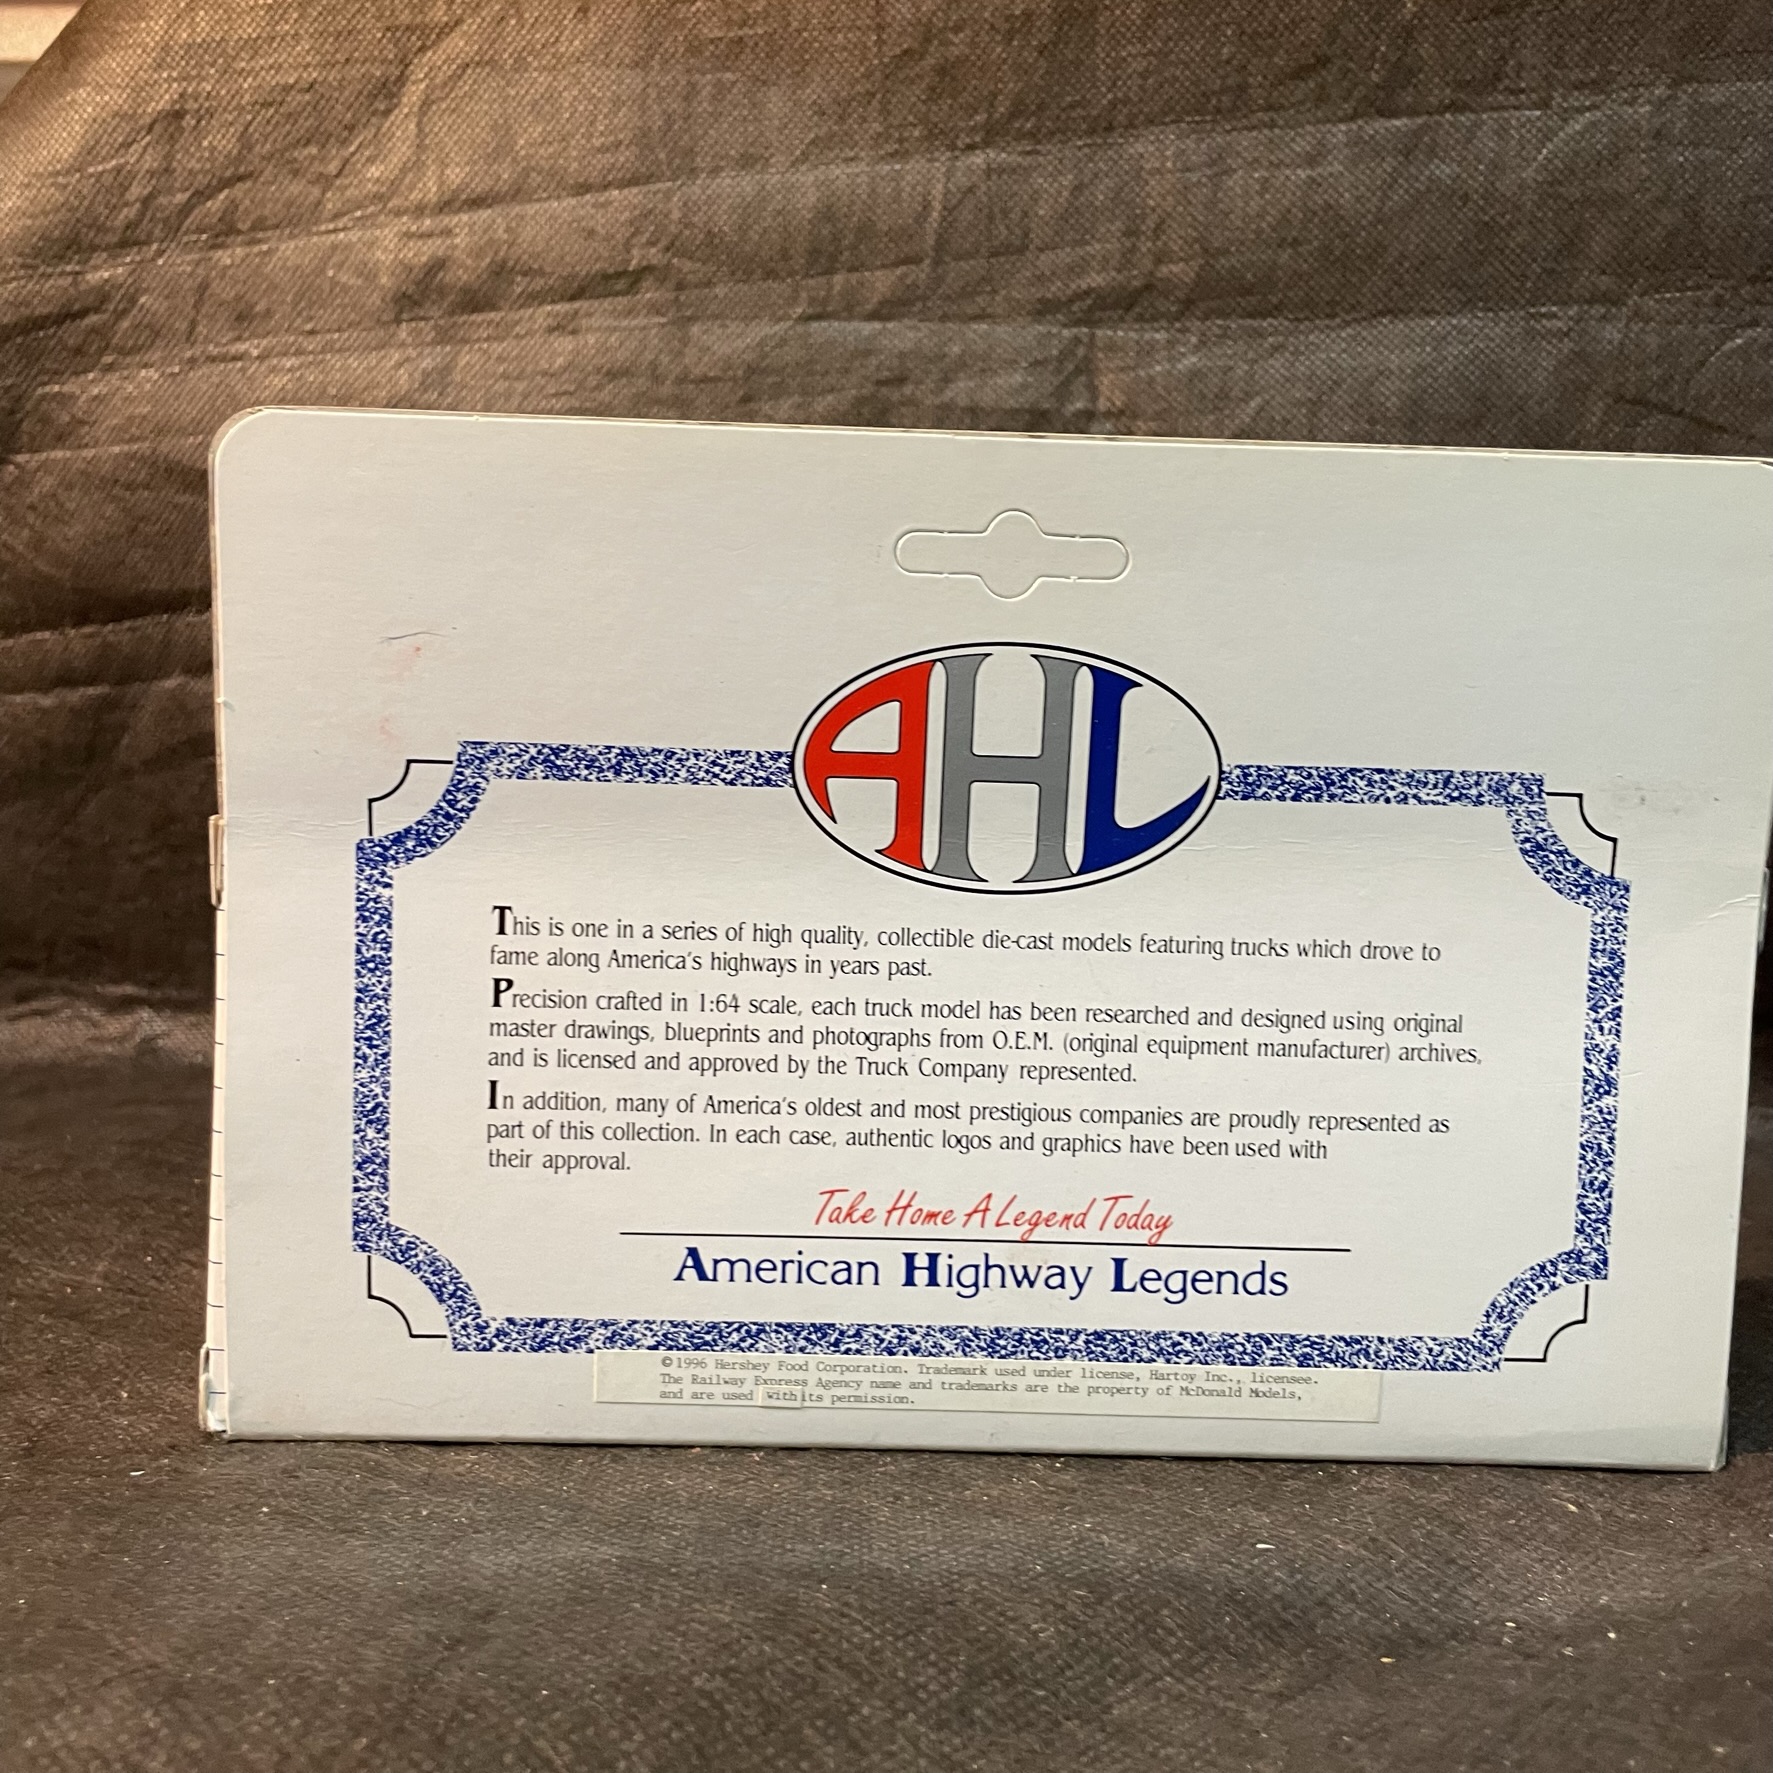 AHL
This is one in a series of high quality, collectible die-cast models featuring trucks which drove to
fame along America's highways in years past.
Precision crafted in 1:64 scale, each truck model has been researched and designed using original
master drawings, blueprints and photographs from O.E.M. (original equipment manufacturer) archives,
and is licensed and approved by the Truck Company represented.
In addition, many of America's oldest and most prestigious companies are proudly represented as
part of this collection. In each case, authentic logos and graphics have been used with
their approval.
Take Home A Legend Today
American Highway Legends
©1996 Hershey Food Corporation. Trademark used under license, Hartoy Inc., licensee.
The Railway Express Agency name and trademarks are the property of McDonald Models,
and are used with its permission.